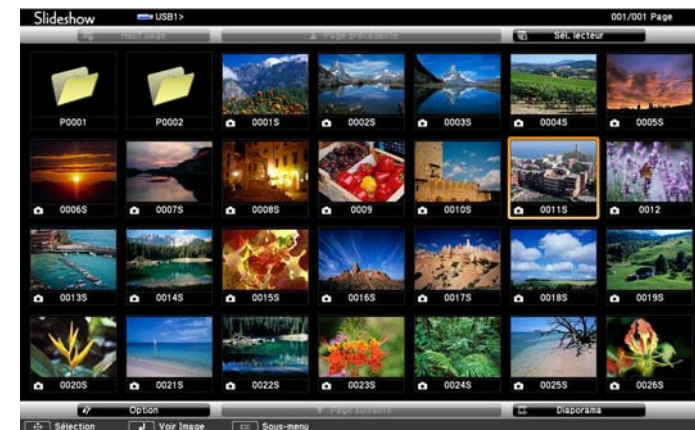 Slideshow USB1> 001/001 Page
Haut page Page précédente Sél. lecteur
P0001 P0002 0001S 0002S 0003S 0004S 0005S
0006S 0007S 0008S 0009 0010S 0011S 0012
0013S 0014S 0015S 0016S 0017S 0018S 0019S
0020S 0021S 0022S 0023S 0024S 0025S 0026S
Option Page suivante Diaporama
Sélection Voir Image Esc Sous-menu